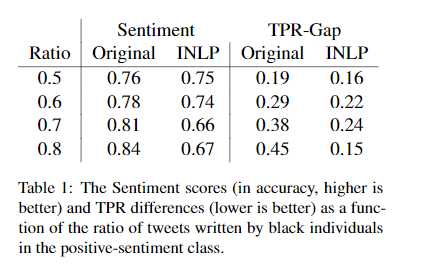 Sentiment TPR-Gap
Ratio Original INLP Original INLP
0.5 0.76 0.75 0.19 0.16
0.6 0.78 0.74 0.29 0.22
0.7 0.81 0.66 0.38 0.24
0.8 0.84 0.67 0.45 0.15
Table 1: The Sentiment scores (in accuracy, higher is
better) and TPR differences (lower is better) as a func-
tion of the ratio of tweets written by black individuals
in the positive-sentiment class.